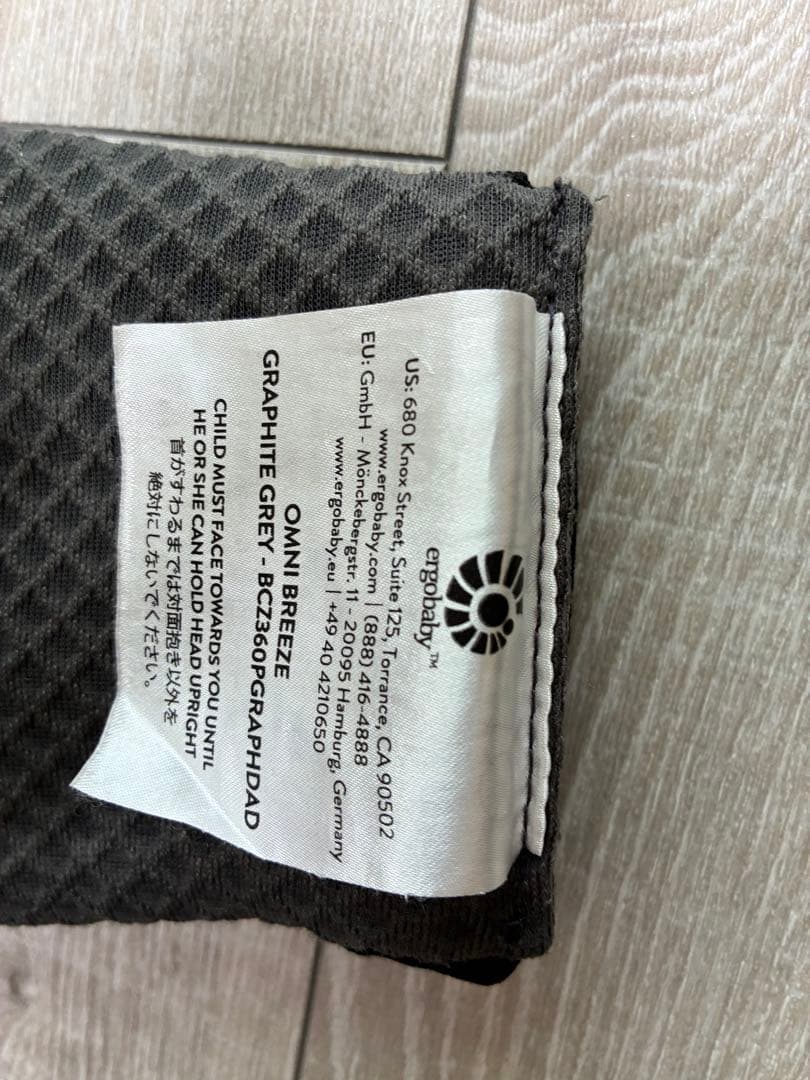 ergobaby™
US: 680 Knox Street, Suite 125, Torrance, CA 90502
www.ergobaby.com | (888) 416-4888
EU: GmbH - Mönckebergstr. 11 - 20095 Hamburg, Germany
www.ergobaby.eu | +49 40 4210650
OMNI BREEZE
GRAPHITE GREY - BCZ360PGRAPHDAD
CHILD MUST FACE TOWARDS YOU UNTIL
HE OR SHE CAN HOLD HEAD UPRIGHT
首がすわるまでは対面抱き以外を
絶対にしないでください。